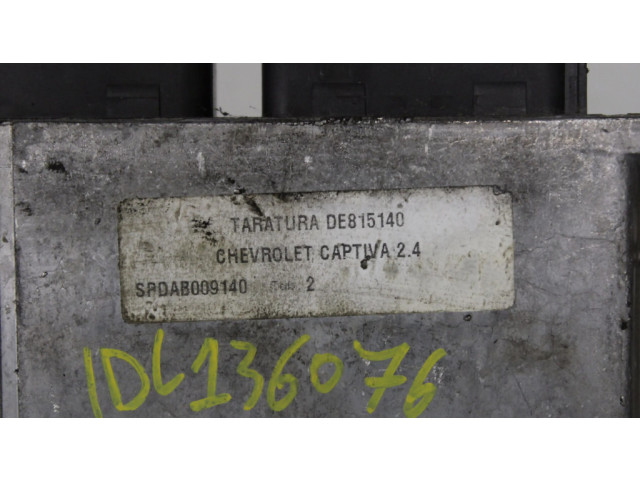 TARATURA DE815140
CHEVROLET CAPTIVA 2.4
SPDAB009140 2
IDL136076